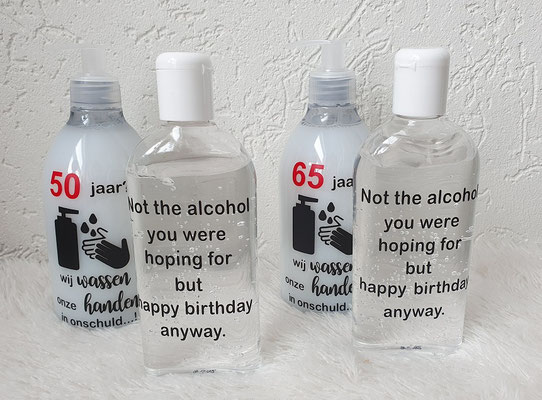 50 jaar?
wij wassen
onze handen
in onschuld...!
Not the alcohol
you were
hoping for
but
happy birthday
anyway.
65 jaar
wij wassen
onze handen
in onschuld...
Not the alcohol
you were
hoping for
but
happy birthday
anyway.